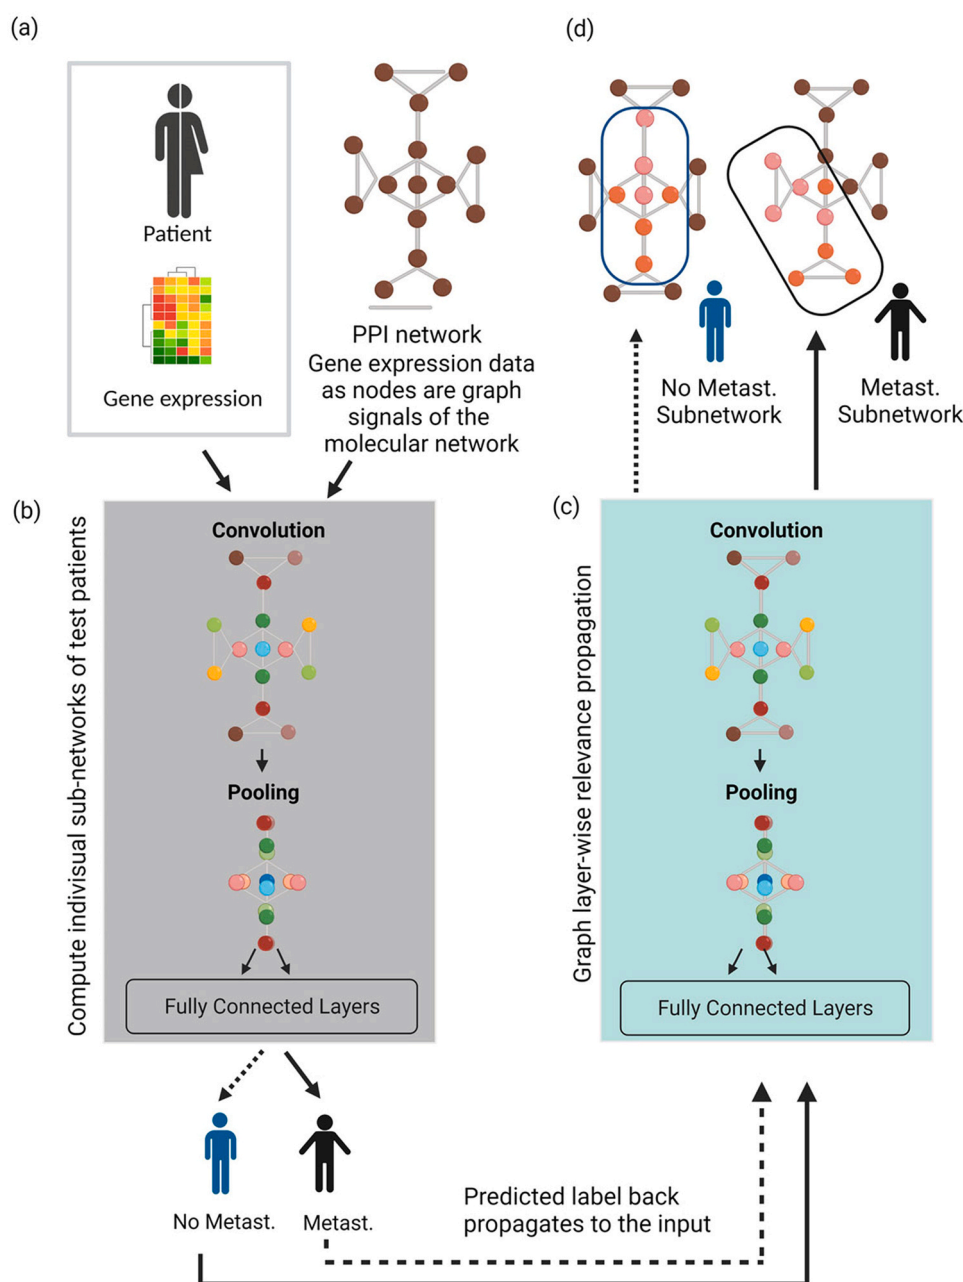 (a)
Patient
Gene expression
PPI network
Gene expression data
as nodes are graph
signals of the
molecular network
(d)
No Metast.
Subnetwork
Metast.
Subnetwork
(b)
Compute indivisual sub-networks of test patients
Convolution
Pooling
Fully Connected Layers
(c)
Graph layer-wise relevance propagation
Convolution
Pooling
Fully Connected Layers
No Metast.
Metast.
Predicted label back
propagates to the input